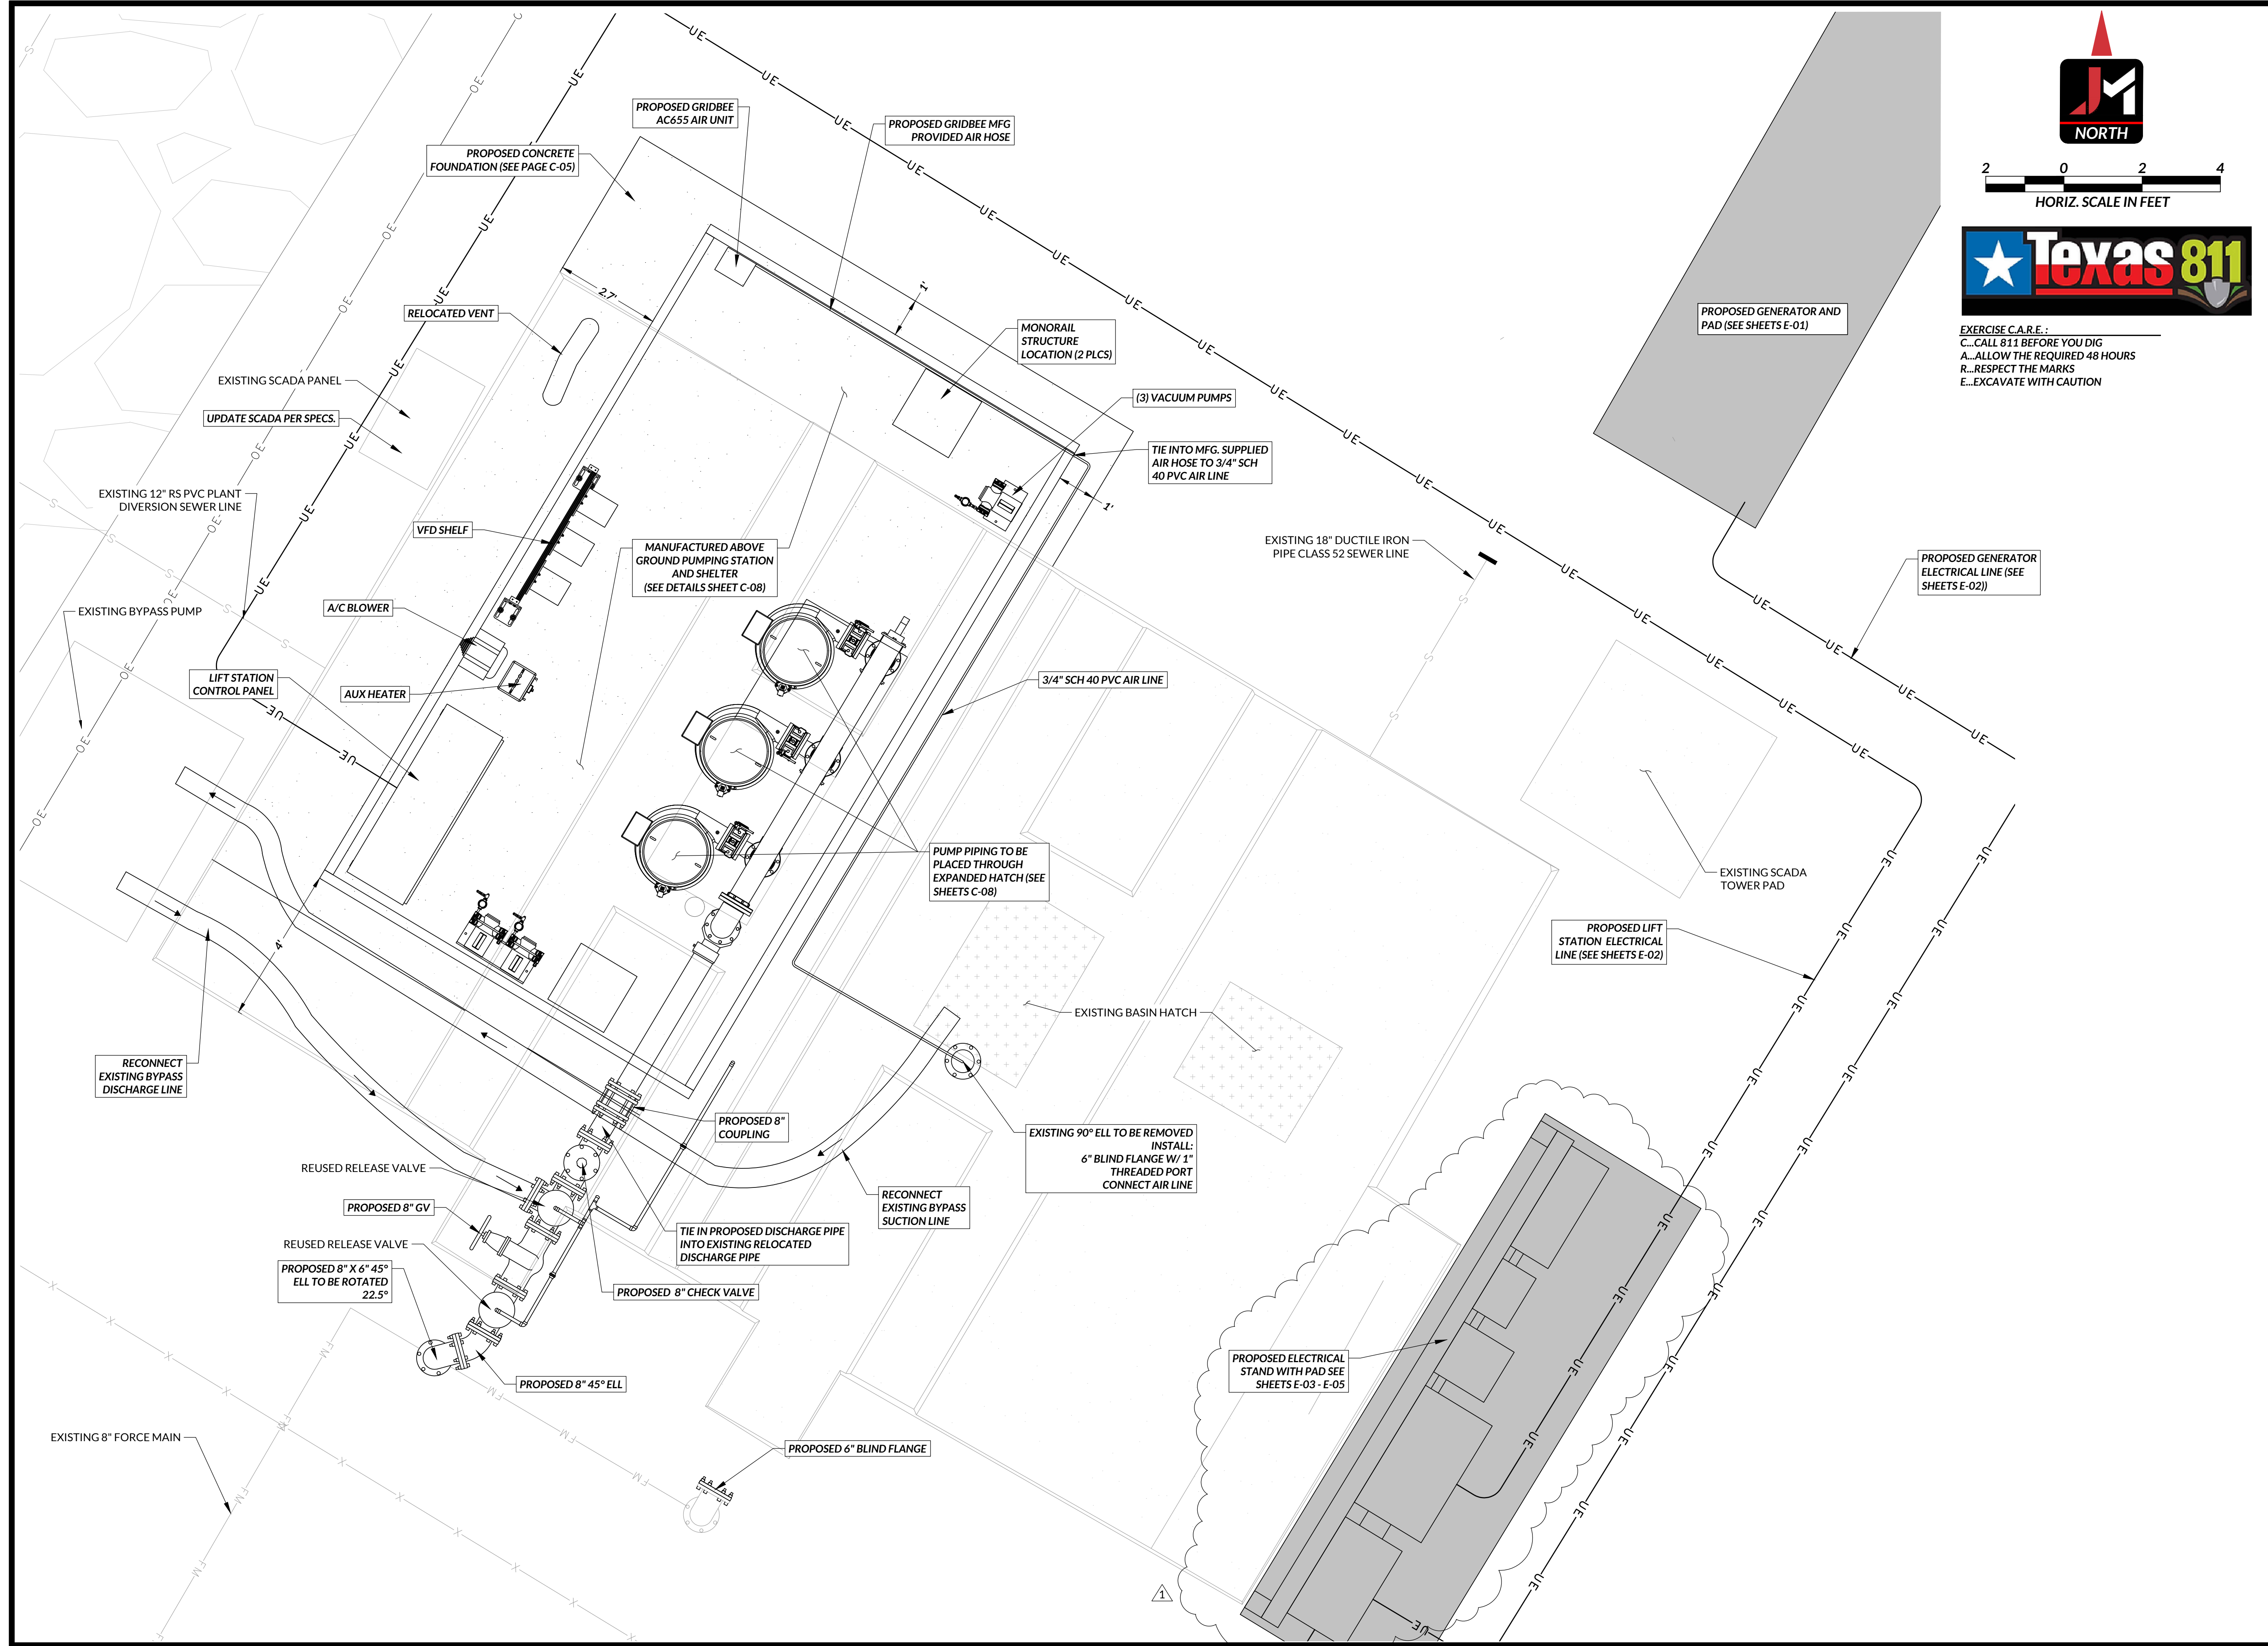 NORTH
2 0 2 4
HORIZ. SCALE IN FEET
Texas 811
EXERCISE C.A.R.E. :
C...CALL 811 BEFORE YOU DIG
A...ALLOW THE REQUIRED 48 HOURS
R...RESPECT THE MARKS
E...EXCAVATE WITH CAUTION
PROPOSED GRIDBEE
AC655 AIR UNIT
PROPOSED GRIDBEE MFG
PROVIDED AIR HOSE
PROPOSED CONCRETE
FOUNDATION (SEE PAGE C-05)
2.7'
1'
RELOCATED VENT
MONORAIL
STRUCTURE
LOCATION (2 PLCS)
PROPOSED GENERATOR AND
PAD (SEE SHEETS E-01)
EXISTING SCADA PANEL
UPDATE SCADA PER SPECS.
(3) VACUUM PUMPS
TIE INTO MFG. SUPPLIED
AIR HOSE TO 3/4" SCH
40 PVC AIR LINE
1'
EXISTING 12" RS PVC PLANT
DIVERSION SEWER LINE
VFD SHELF
MANUFACTURED ABOVE
GROUND PUMPING STATION
AND SHELTER
(SEE DETAILS SHEET C-08)
EXISTING 18" DUCTILE IRON
PIPE CLASS 52 SEWER LINE
PROPOSED GENERATOR
ELECTRICAL LINE (SEE
SHEETS E-02))
EXISTING BYPASS PUMP
A/C BLOWER
LIFT STATION
CONTROL PANEL
AUX HEATER
3/4" SCH 40 PVC AIR LINE
PUMP PIPING TO BE
PLACED THROUGH
EXPANDED HATCH (SEE
SHEETS C-08)
EXISTING SCADA
TOWER PAD
4'
PROPOSED LIFT
STATION ELECTRICAL
LINE (SEE SHEETS E-02)
EXISTING BASIN HATCH
RECONNECT
EXISTING BYPASS
DISCHARGE LINE
PROPOSED 8"
COUPLING
EXISTING 90° ELL TO BE REMOVED
INSTALL:
6" BLIND FLANGE W/ 1"
THREADED PORT
CONNECT AIR LINE
REUSED RELEASE VALVE
RECONNECT
EXISTING BYPASS
SUCTION LINE
PROPOSED 8" GV
TIE IN PROPOSED DISCHARGE PIPE
INTO EXISTING RELOCATED
DISCHARGE PIPE
REUSED RELEASE VALVE
PROPOSED 8" X 6" 45°
ELL TO BE ROTATED
22.5°
PROPOSED 8" CHECK VALVE
PROPOSED 8" 45° ELL
PROPOSED ELECTRICAL
STAND WITH PAD SEE
SHEETS E-03 - E-05
EXISTING 8" FORCE MAIN
PROPOSED 6" BLIND FLANGE
1
UE
OE
S
FM
X